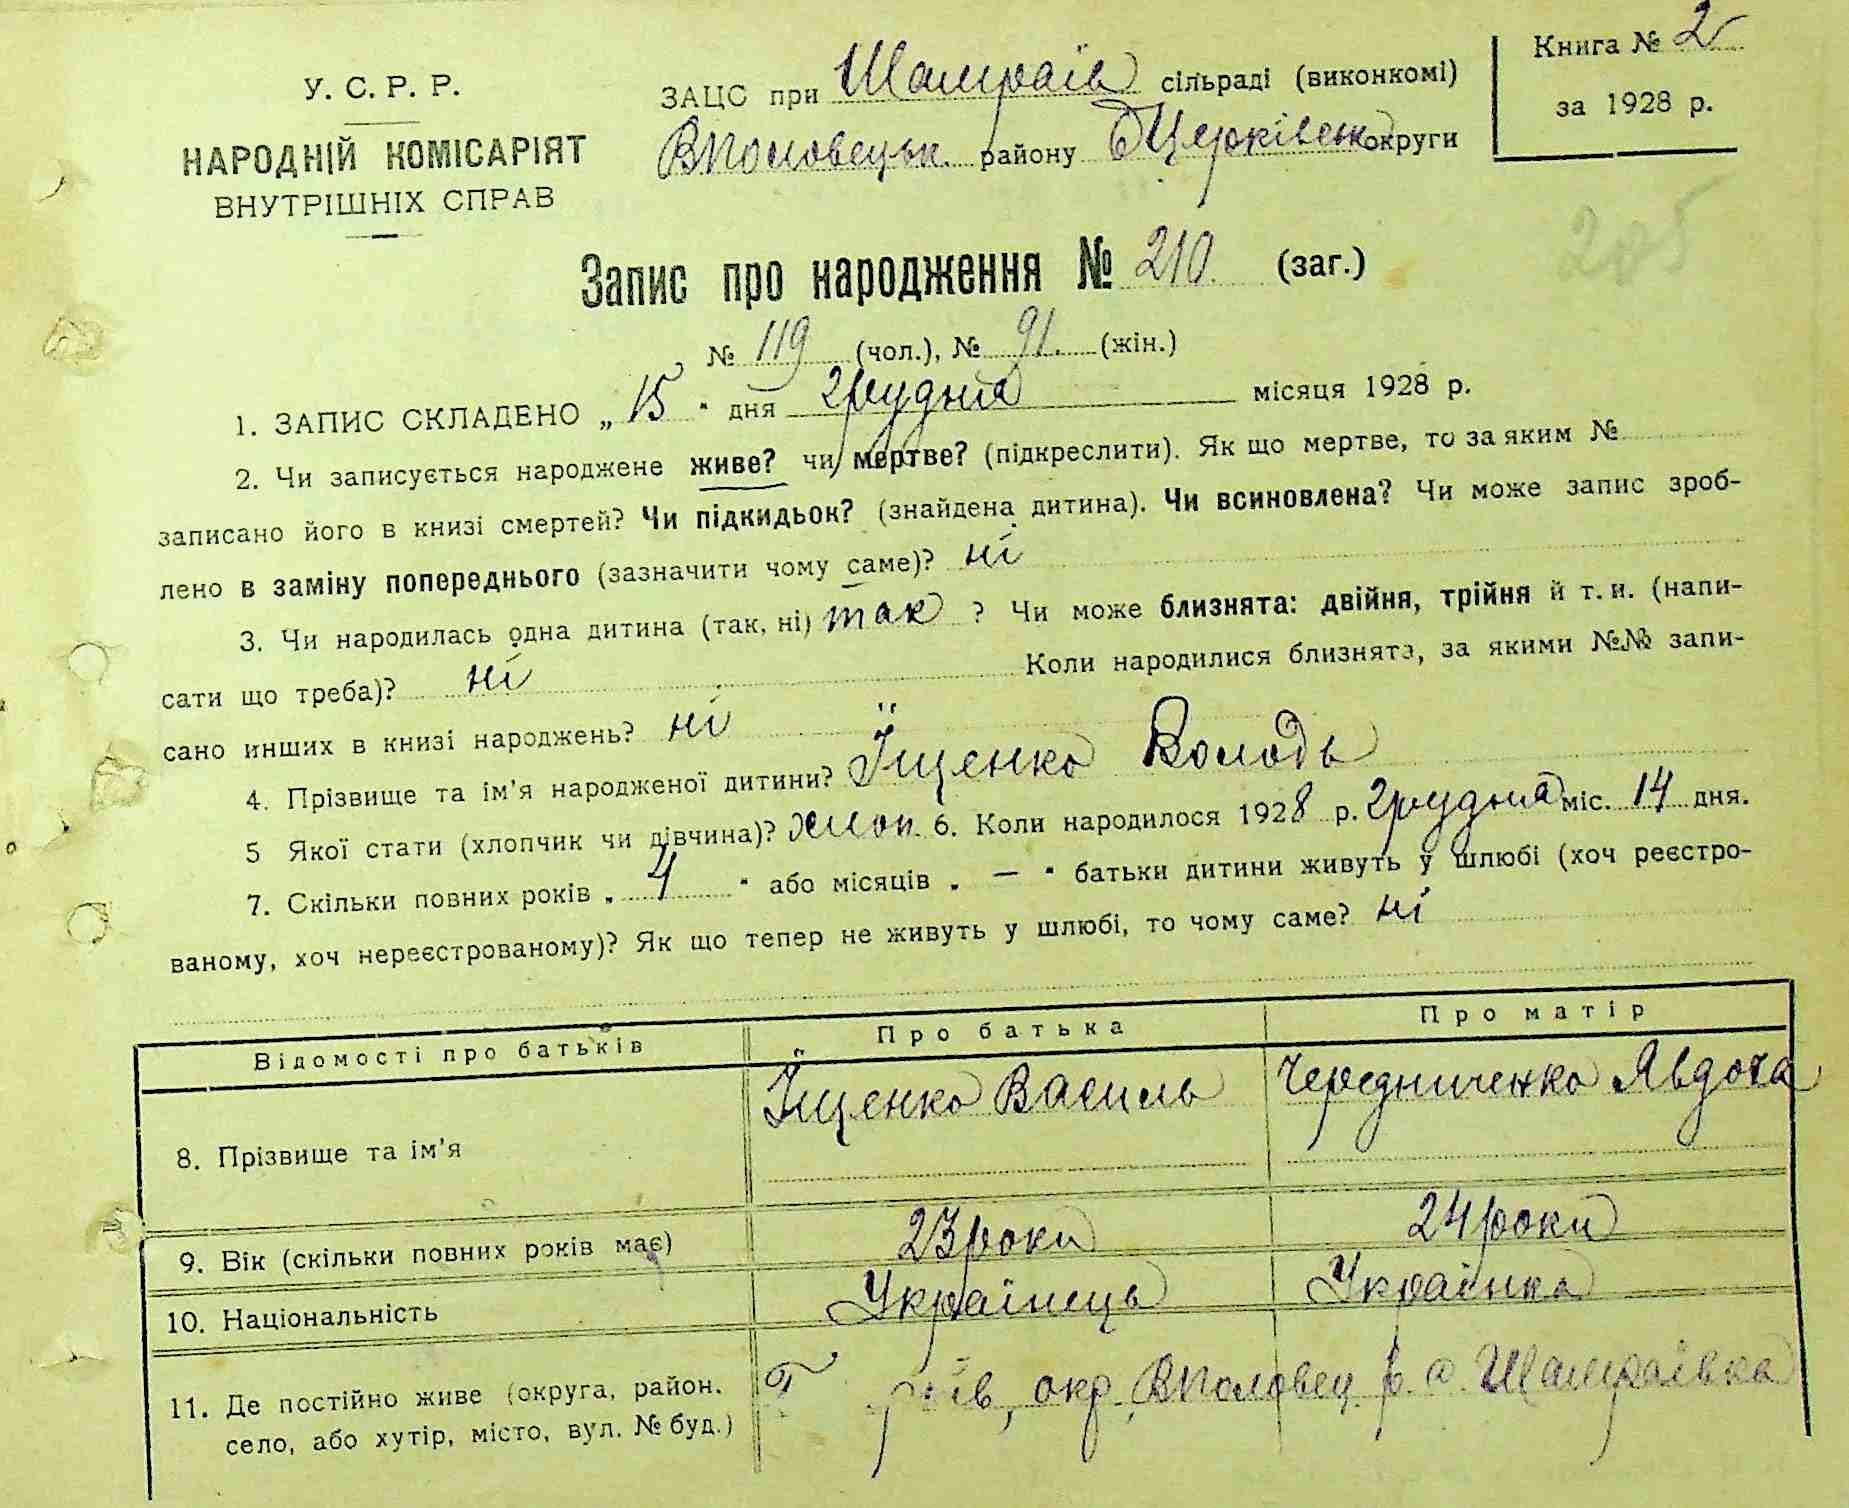 У. С. Р. Р.
НАРОДНІЙ КОМІСАРІЯТ
ВНУТРІШНІХ СПРАВ
ЗАЦС при Шамраїв сільраді (виконкомі)
ВПоловецьк. району БЦерківськ округи
Книга № 2
за 1928 р.
205
Запис про народження № 210. (заг.)
№ 119 (чол.), № 91. (жін.)
1. ЗАПИС СКЛАДЕНО „ 15 " дня грудня місяця 1928 р.
2. Чи записується народжене живе? чи мертве? (підкреслити). Як що мертве, то за яким №
записано його в книзі смертей? Чи підкидьок? (знайдена дитина). Чи всиновлена? Чи може запис зроб-
лено в заміну попереднього (зазначити чому саме)? ні
3. Чи народилась одна дитина (так, ні) так ? Чи може близнята: двійня, трійня й т. и. (напи-
сати що треба)? ні Коли народилися близнята, за якими №№ запи-
сано инших в книзі народжень? ні
4. Прізвище та ім'я народженої дитини? Їщенко Володь
5 Якої стати (хлопчик чи дівчина)? хлоп. 6. Коли народилося 1928 р. грудня міс. 14 дня.
7. Скільки повних років „ 4 " або місяців „ — " батьки дитини живуть у шлюбі (хоч реєстро-
ваному, хоч нереєстрованому)? Як що тепер не живуть у шлюбі, то чому саме? ні
Відомості про батьків Про батька Про матір
8. Прізвище та ім'я Їщенко Василь Чередниченко Явдоха
9. Вік (скільки повних років має) 23 роки 24 роки
10. Національність Українець Українка
11. Де постійно живе (округа, район, окр. ВПоловец р. с. Шамраївка
село, або хутір, місто, вул. № буд.)